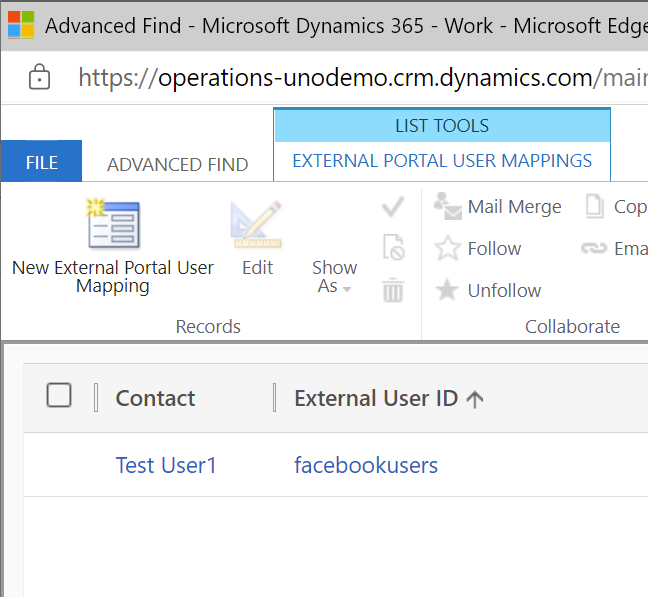 Advanced Find - Microsoft Dynamics 365 - Work - Microsoft Edge
https://operations-unodemo.crm.dynamics.com/mai
LIST TOOLS
FILE
ADVANCED FIND
EXTERNAL PORTAL USER MAPPINGS
New External Portal User
Mapping
Edit
Show
As
Mail Merge
Follow
Unfollow
Cop
Ema
Records
Collaborate
Contact
External User ID
Test User1
facebookusers